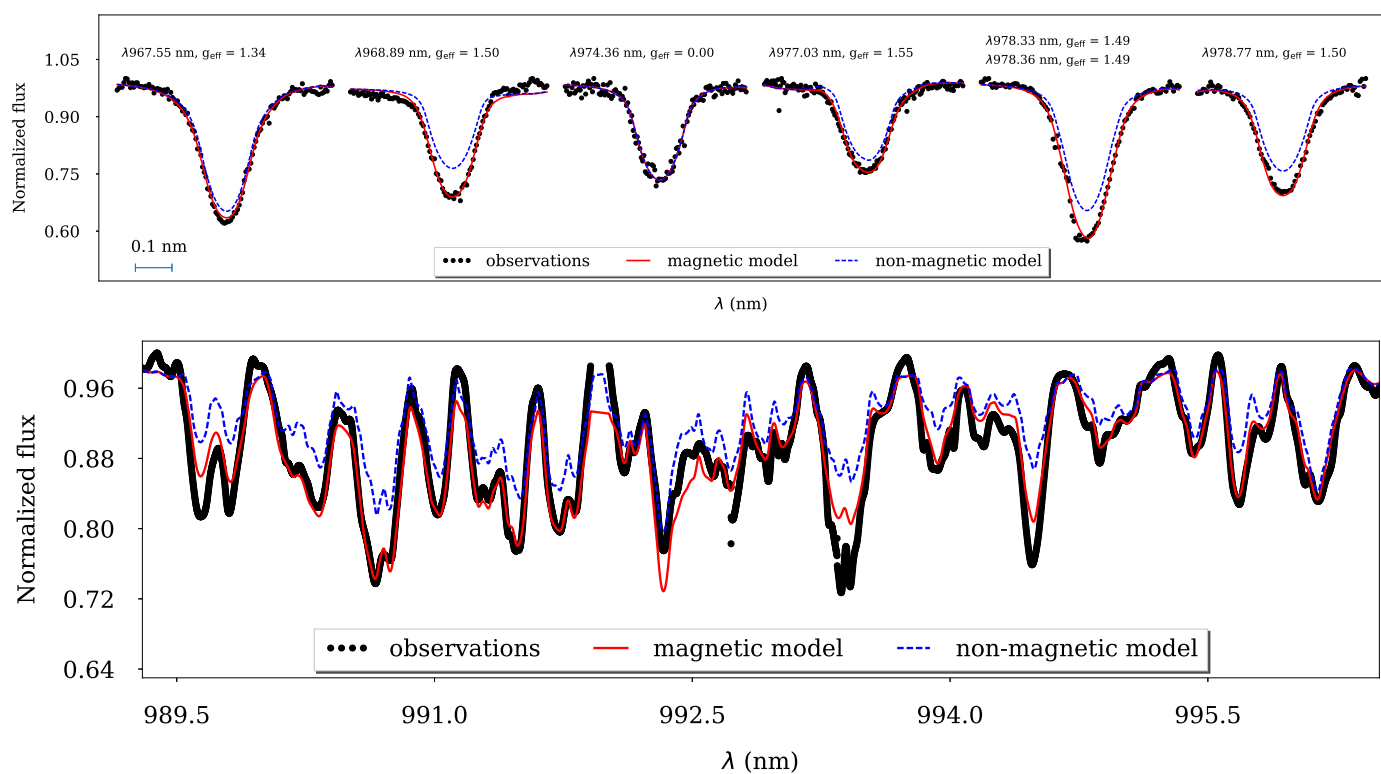 λ967.55 nm, g_eff = 1.34
λ968.89 nm, g_eff = 1.50
λ974.36 nm, g_eff = 0.00
λ977.03 nm, g_eff = 1.55
λ978.33 nm, g_eff = 1.49
λ978.36 nm, g_eff = 1.49
λ978.77 nm, g_eff = 1.50
1.05
0.90
0.75
0.60
Normalized flux
0.1 nm
observations
magnetic model
non-magnetic model
λ (nm)
0.96
0.88
0.80
0.72
0.64
Normalized flux
observations
magnetic model
non-magnetic model
989.5
991.0
992.5
994.0
995.5
λ (nm)